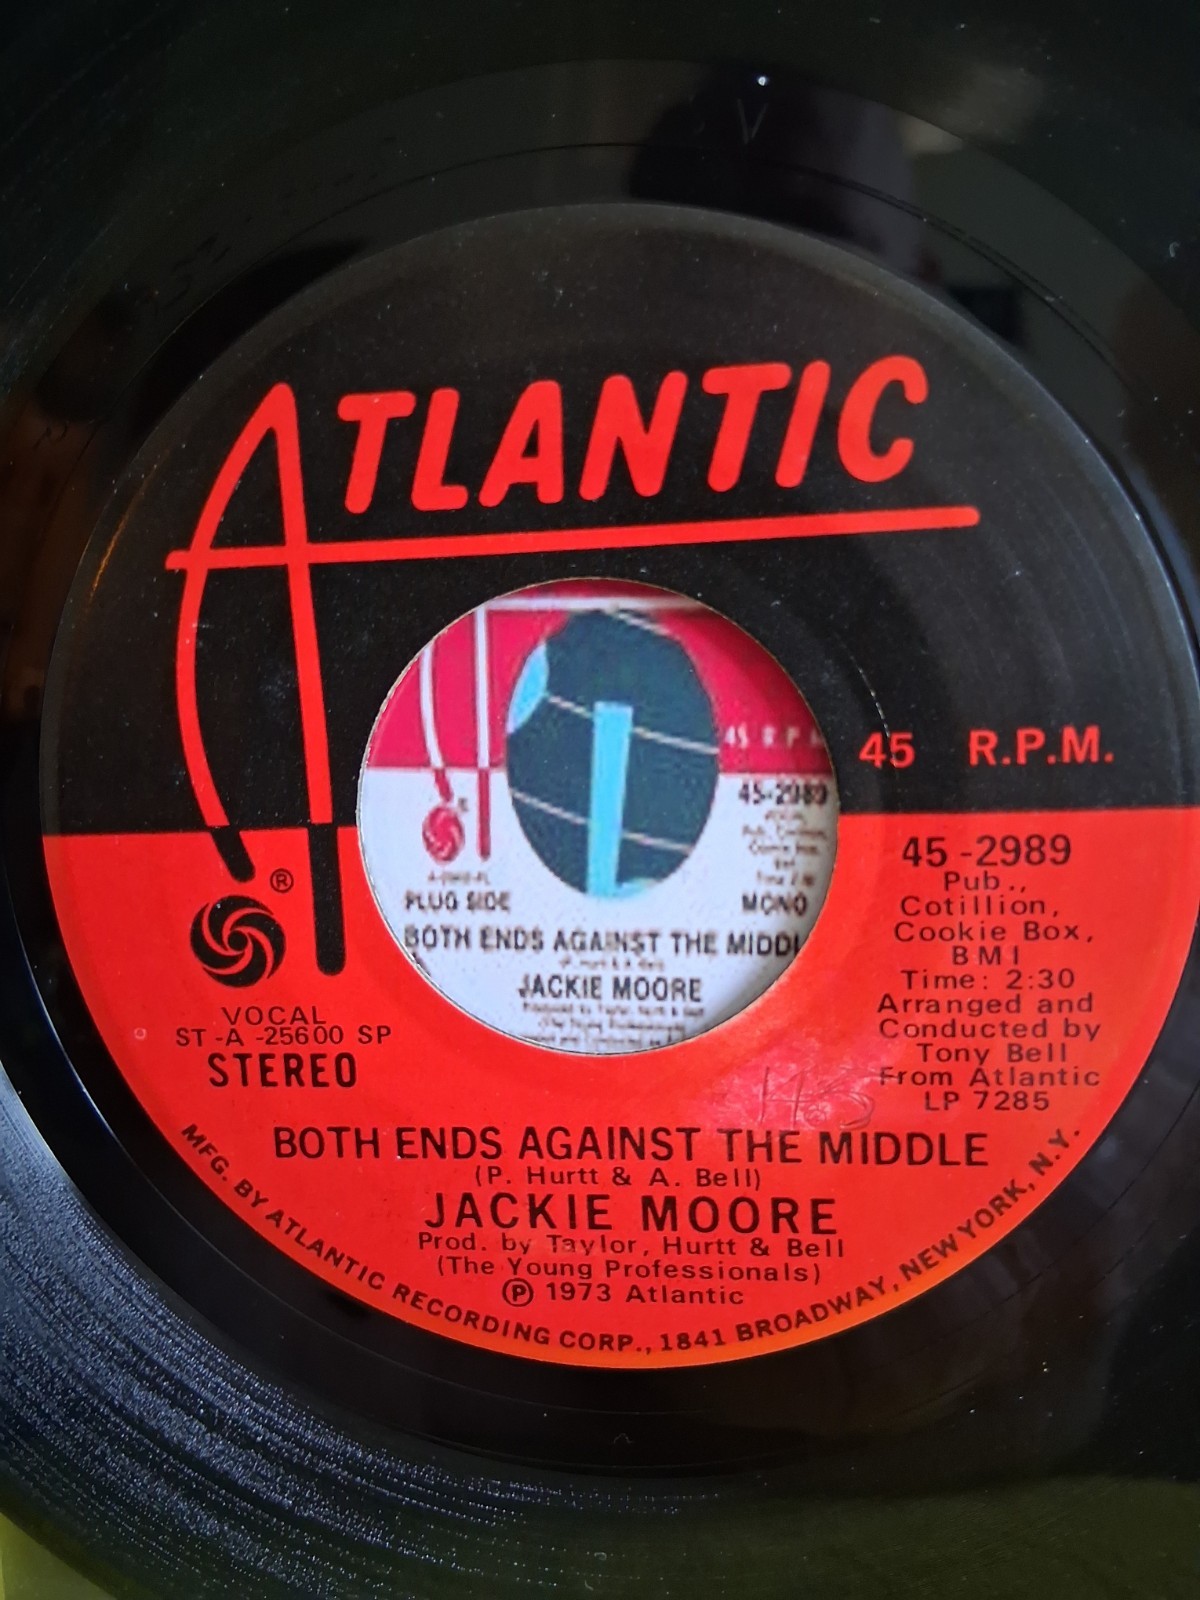 ATLANTIC
45 R.P.M.
45-2989
Pub.,
Cotillion,
Cookie Box,
BMI
Time: 2:30
Arranged and
Conducted by
Tony Bell
From Atlantic
LP 7285
®
VOCAL
ST-A-25600 SP
STEREO
BOTH ENDS AGAINST THE MIDDLE
(P. Hurtt & A. Bell)
JACKIE MOORE
Prod. by Taylor, Hurtt & Bell
(The Young Professionals)
℗ 1973 Atlantic
MFG. BY ATLANTIC RECORDING CORP., 1841 BROADWAY, NEW YORK, N.Y.
45 R P
45-2989
PLUG SIDE
MONO
BOTH ENDS AGAINST THE MIDDL
JACKIE MOORE